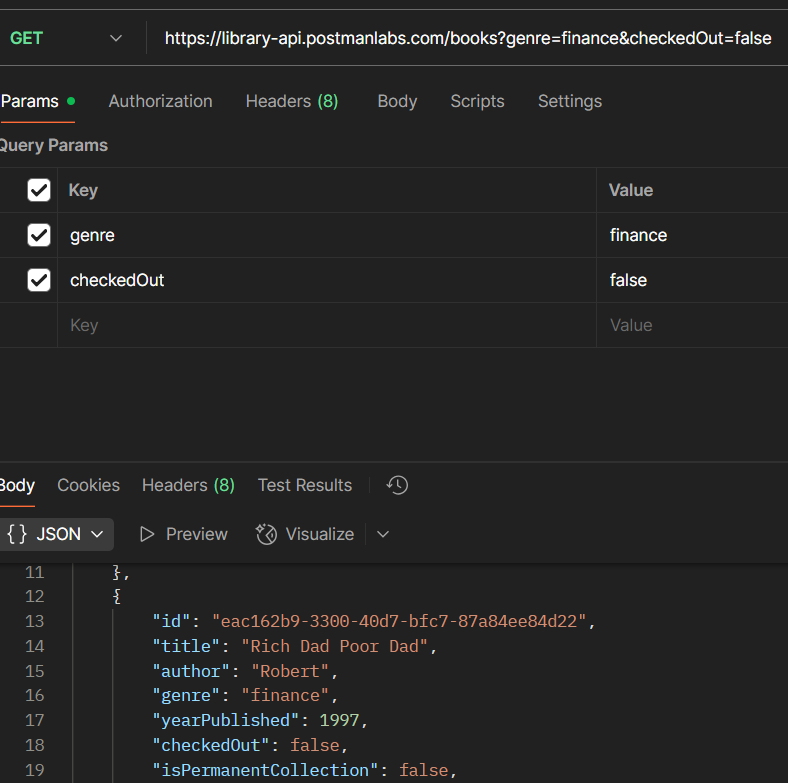 GET https://library-api.postmanlabs.com/books?genre=finance&checkedOut=false
Params Authorization Headers (8) Body Scripts Settings
Query Params
Key Value
genre finance
checkedOut false
Key Value
Body Cookies Headers (8) Test Results
{} JSON Preview Visualize
11 },
12 {
13 "id": "eac162b9-3300-40d7-bfc7-87a84ee84d22",
14 "title": "Rich Dad Poor Dad",
15 "author": "Robert",
16 "genre": "finance",
17 "yearPublished": 1997,
18 "checkedOut": false,
19 "isPermanentCollection": false,